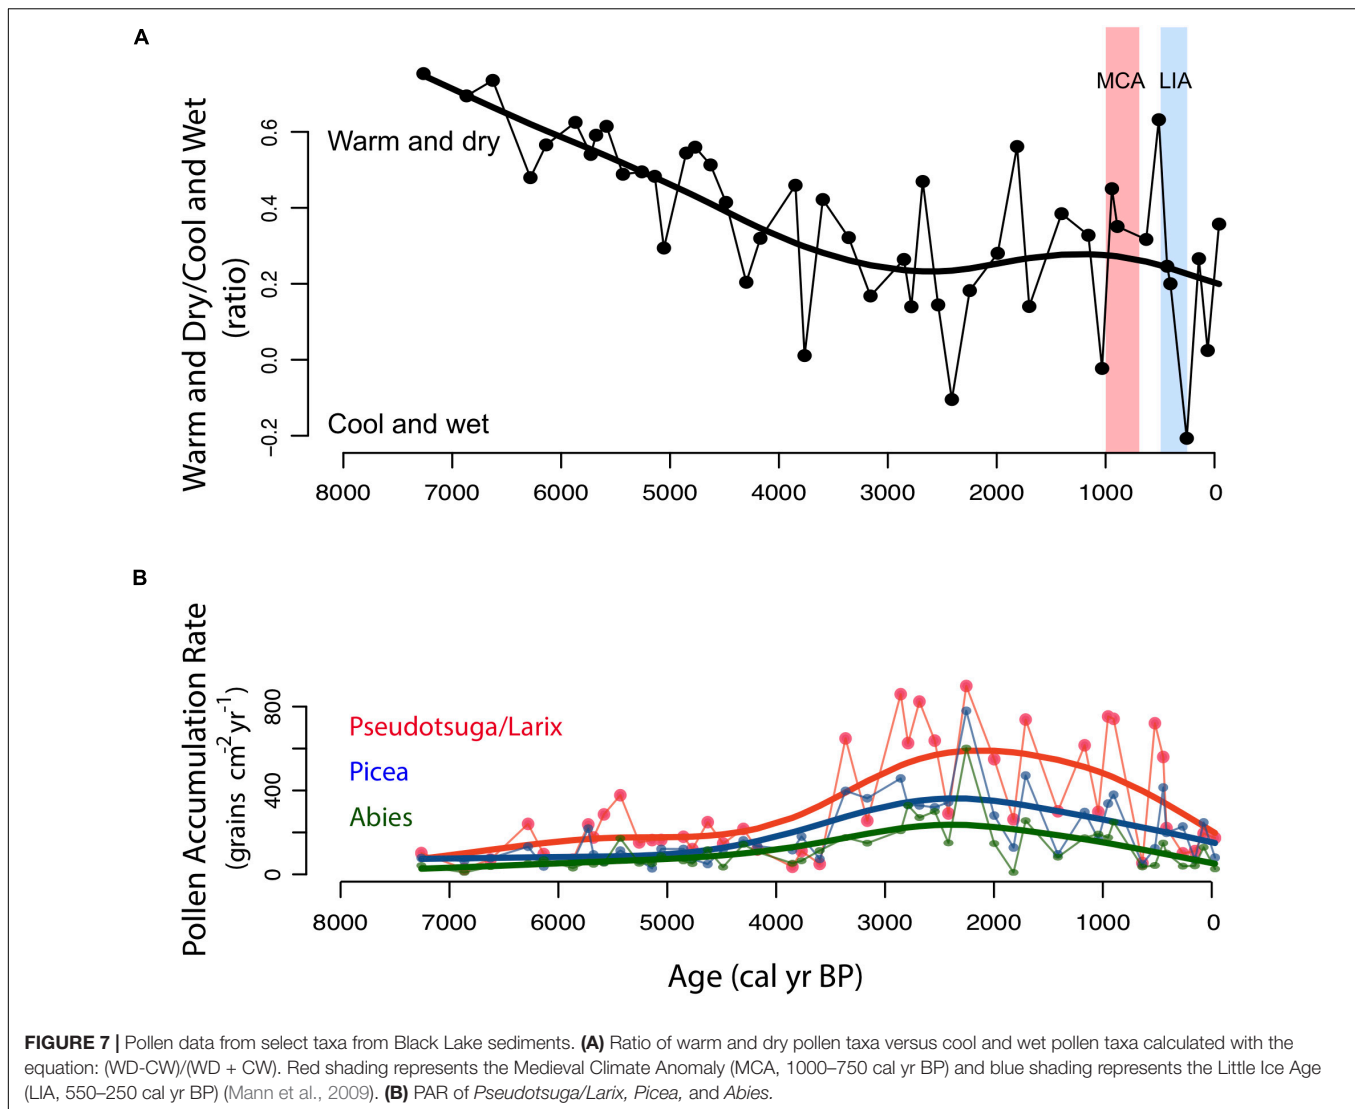 A
Warm and Dry/Cool and Wet
(ratio)
0.6
0.4
0.2
0.0
−0.2
Warm and dry
Cool and wet
MCA
LIA
8000 7000 6000 5000 4000 3000 2000 1000 0
B
Pollen Accumulation Rate
(grains cm⁻²yr⁻¹)
800
400
0
Pseudotsuga/Larix
Picea
Abies
8000 7000 6000 5000 4000 3000 2000 1000 0
Age (cal yr BP)
FIGURE 7 | Pollen data from select taxa from Black Lake sediments. (A) Ratio of warm and dry pollen taxa versus cool and wet pollen taxa calculated with the
equation: (WD-CW)/(WD + CW). Red shading represents the Medieval Climate Anomaly (MCA, 1000–750 cal yr BP) and blue shading represents the Little Ice Age
(LIA, 550–250 cal yr BP) (Mann et al., 2009). (B) PAR of Pseudotsuga/Larix, Picea, and Abies.